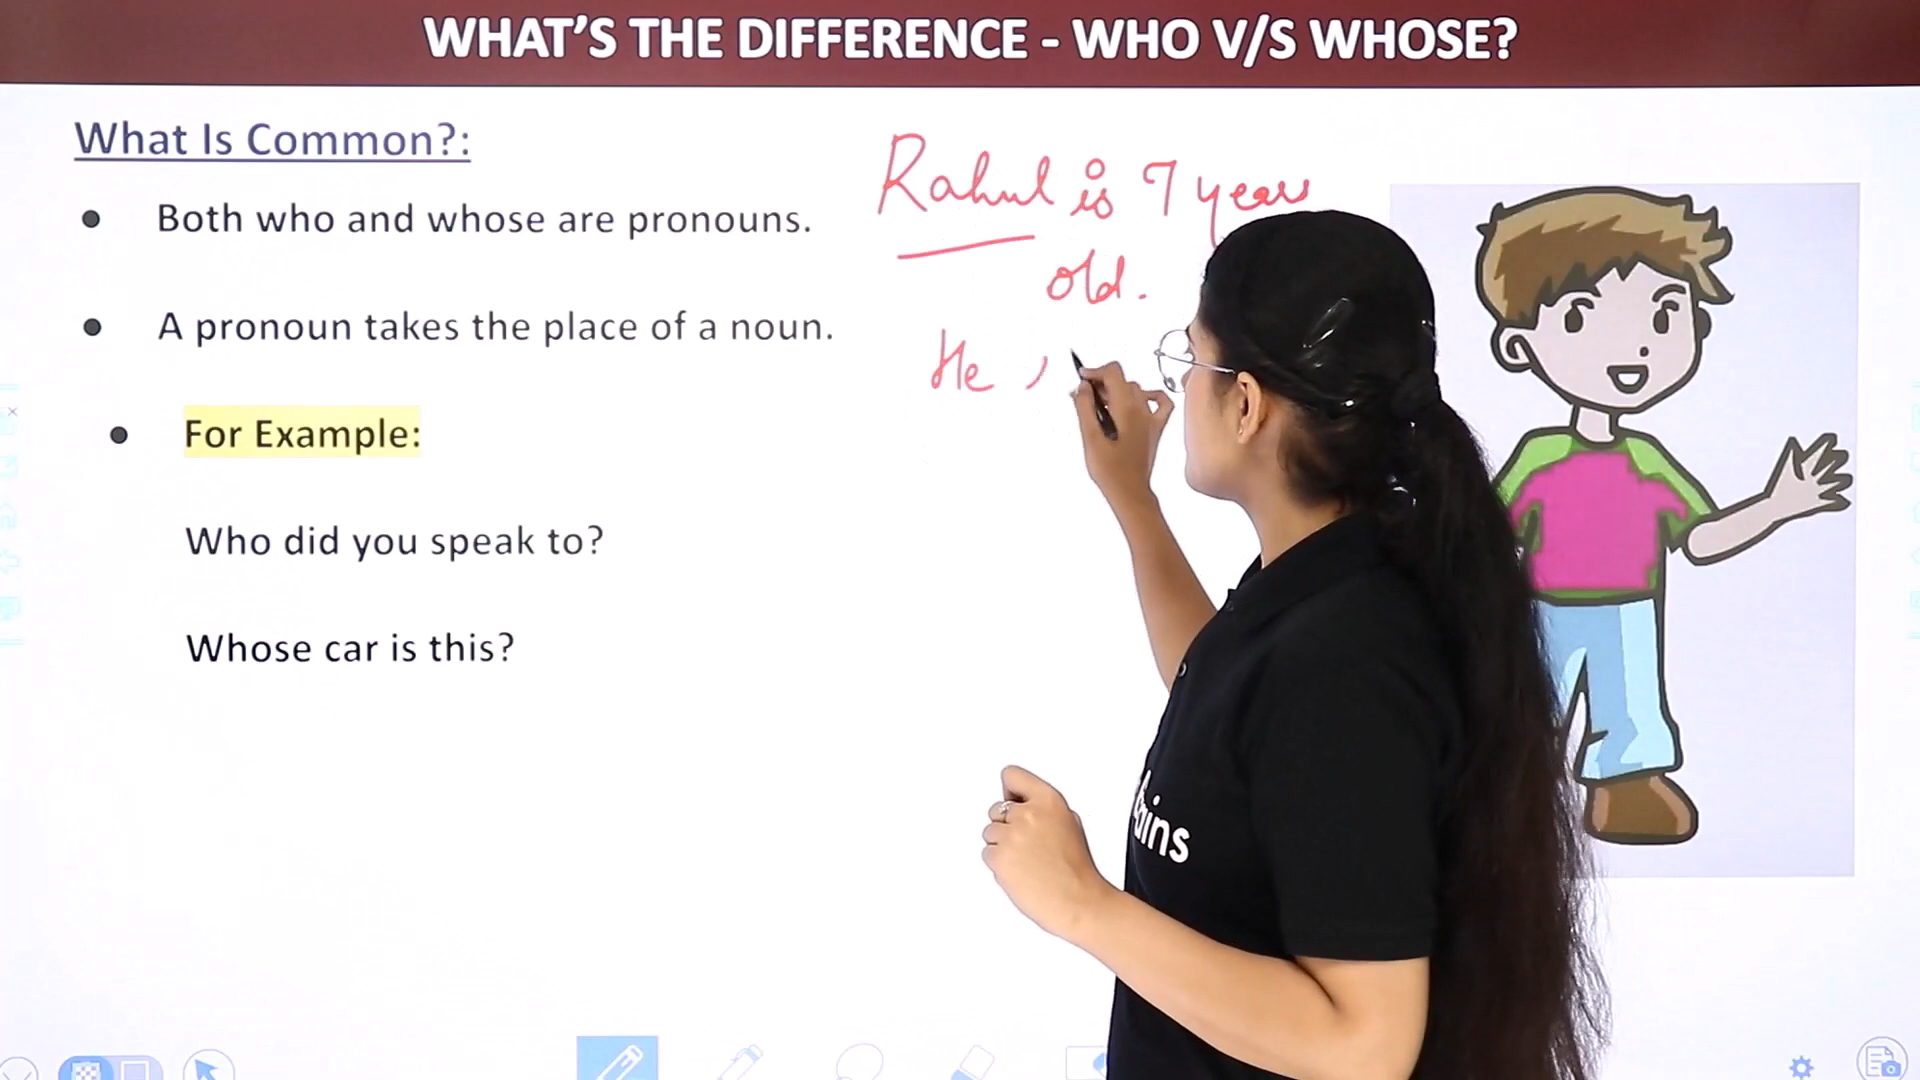 WHAT'S THE DIFFERENCE - WHO V/S WHOSE?
What Is Common?:
Both who and whose are pronouns.
A pronoun takes the place of a noun.
For Example:
Who did you speak to?
Whose car is this?
Rahul is 7 years
old.
He